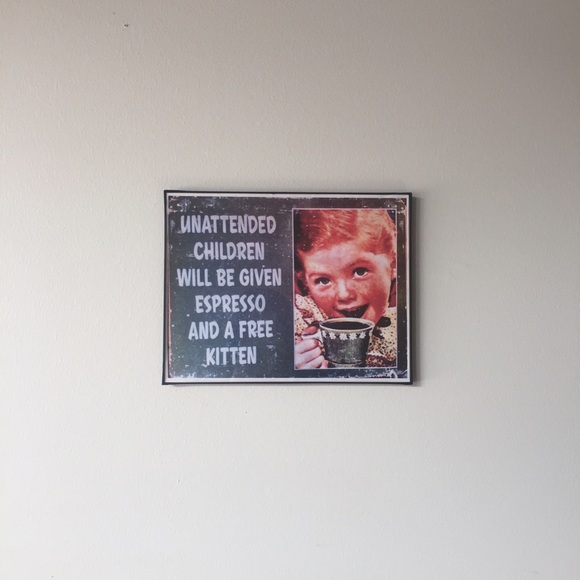 UNATTENDED
CHILDREN
WILL BE GIVEN
ESPRESSO
AND A FREE
KITTEN